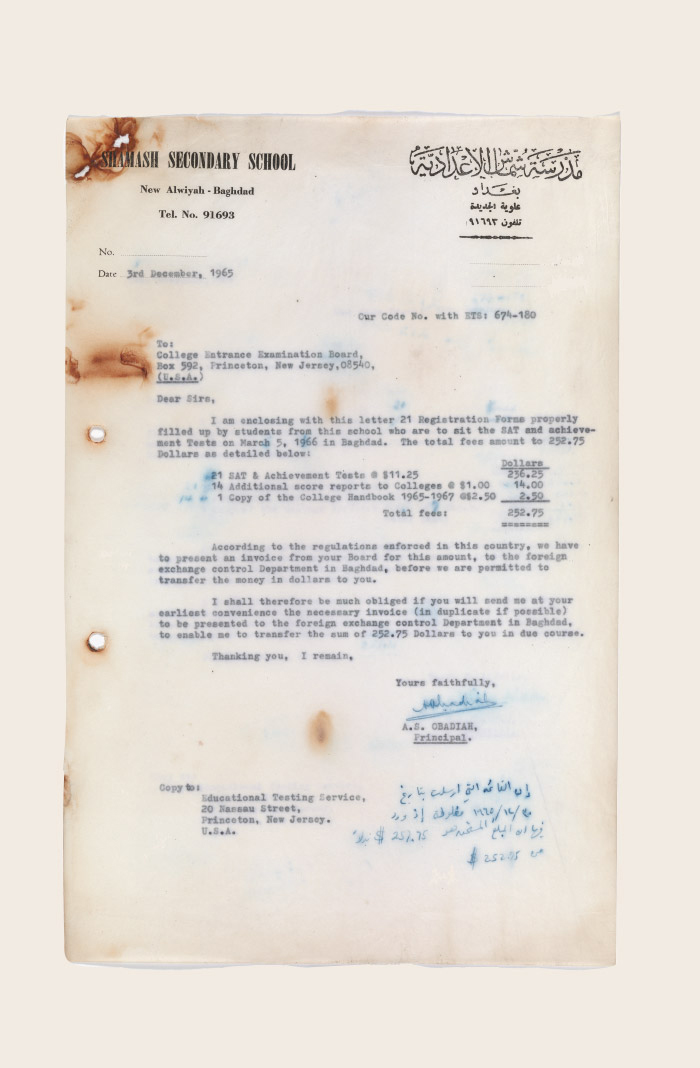 SHAMASH SECONDARY SCHOOL
New Alwiyah - Baghdad
Tel. No. 91693
مدرسة شماش الاعدادية
بغداد
علوية الجديدة
تلفون ٩١٦٩٣
No.
Date 3rd December, 1965
Our Code No. with ETS: 674-180
To:
College Entrance Examination Board,
Box 592, Princeton, New Jersey,08540,
(U.S.A.)
Dear Sirs,
I am enclosing with this letter 21 Registration Forms properly
filled up by students from this school who are to sit the SAT and achieve-
ment Tests on March 5, 1966 in Baghdad. The total fees amount to 252.75
Dollars as detailed below:
Dollars
21 SAT & Achievement Tests @ $11.25 236.25
14 Additional score reports to Colleges @ $1.00 14.00
1 Copy of the College Handbook 1965-1967 @$2.50 2.50
Total fees: 252.75
According to the regulations enforced in this country, we have
to present an invoice from your Board for this amount, to the foreign
exchange control Department in Baghdad, before we are permitted to
transfer the money in dollars to you.
I shall therefore be much obliged if you will send me at your
earliest convenience the necessary invoice (in duplicate if possible)
to be presented to the foreign exchange control Department in Baghdad,
to enable me to transfer the sum of 252.75 Dollars to you in due course.
Thanking you, I remain,
Yours faithfully,
A.S. OBADIAH,
Principal.
Copy to:
Educational Testing Service,
20 Nassau Street,
Princeton, New Jersey.
U.S.A.
إن القائمة التي ارسلت بتاريخ
من $